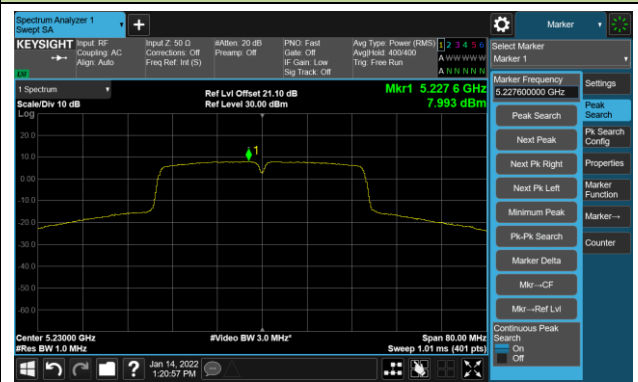 Spectrum Analyzer 1
Swept SA
+
Marker
KEYSIGHT
Input: RF
Coupling: AC
Align: Auto
Input Z: 50 Ω
Corrections: Off
Freq Ref: Int (S)
#Atten: 20 dB
Preamp: Off
PNO: Fast
Gate: Off
IF Gain: Low
Sig Track: Off
Avg Type: Power (RMS)
Avg|Hold: 400/400
Trig: Free Run
1 2 3 4 5 6
A W W W W W
A N N N N N
Select Marker
Marker 1
1 Spectrum
Scale/Div 10 dB
Log
Ref Lvl Offset 21.10 dB
Ref Level 30.00 dBm
Mkr1 5.227 6 GHz
7.993 dBm
20.0
10.0
0.00
-10.0
-20.0
-30.0
-40.0
-50.0
-60.0
1
Center 5.23000 GHz
#Res BW 1.0 MHz
#Video BW 3.0 MHz*
Span 80.00 MHz
Sweep 1.01 ms (401 pts)
Marker Frequency
5.227600000 GHz
Peak Search
Next Peak
Next Pk Right
Next Pk Left
Minimum Peak
Pk-Pk Search
Marker Delta
Mkr→CF
Mkr→Ref Lvl
Continuous Peak
Search
On
Off
Settings
Peak
Search
Pk Search
Config
Properties
Marker
Function
Marker→
Counter
?
Jan 14, 2022
1:20:57 PM